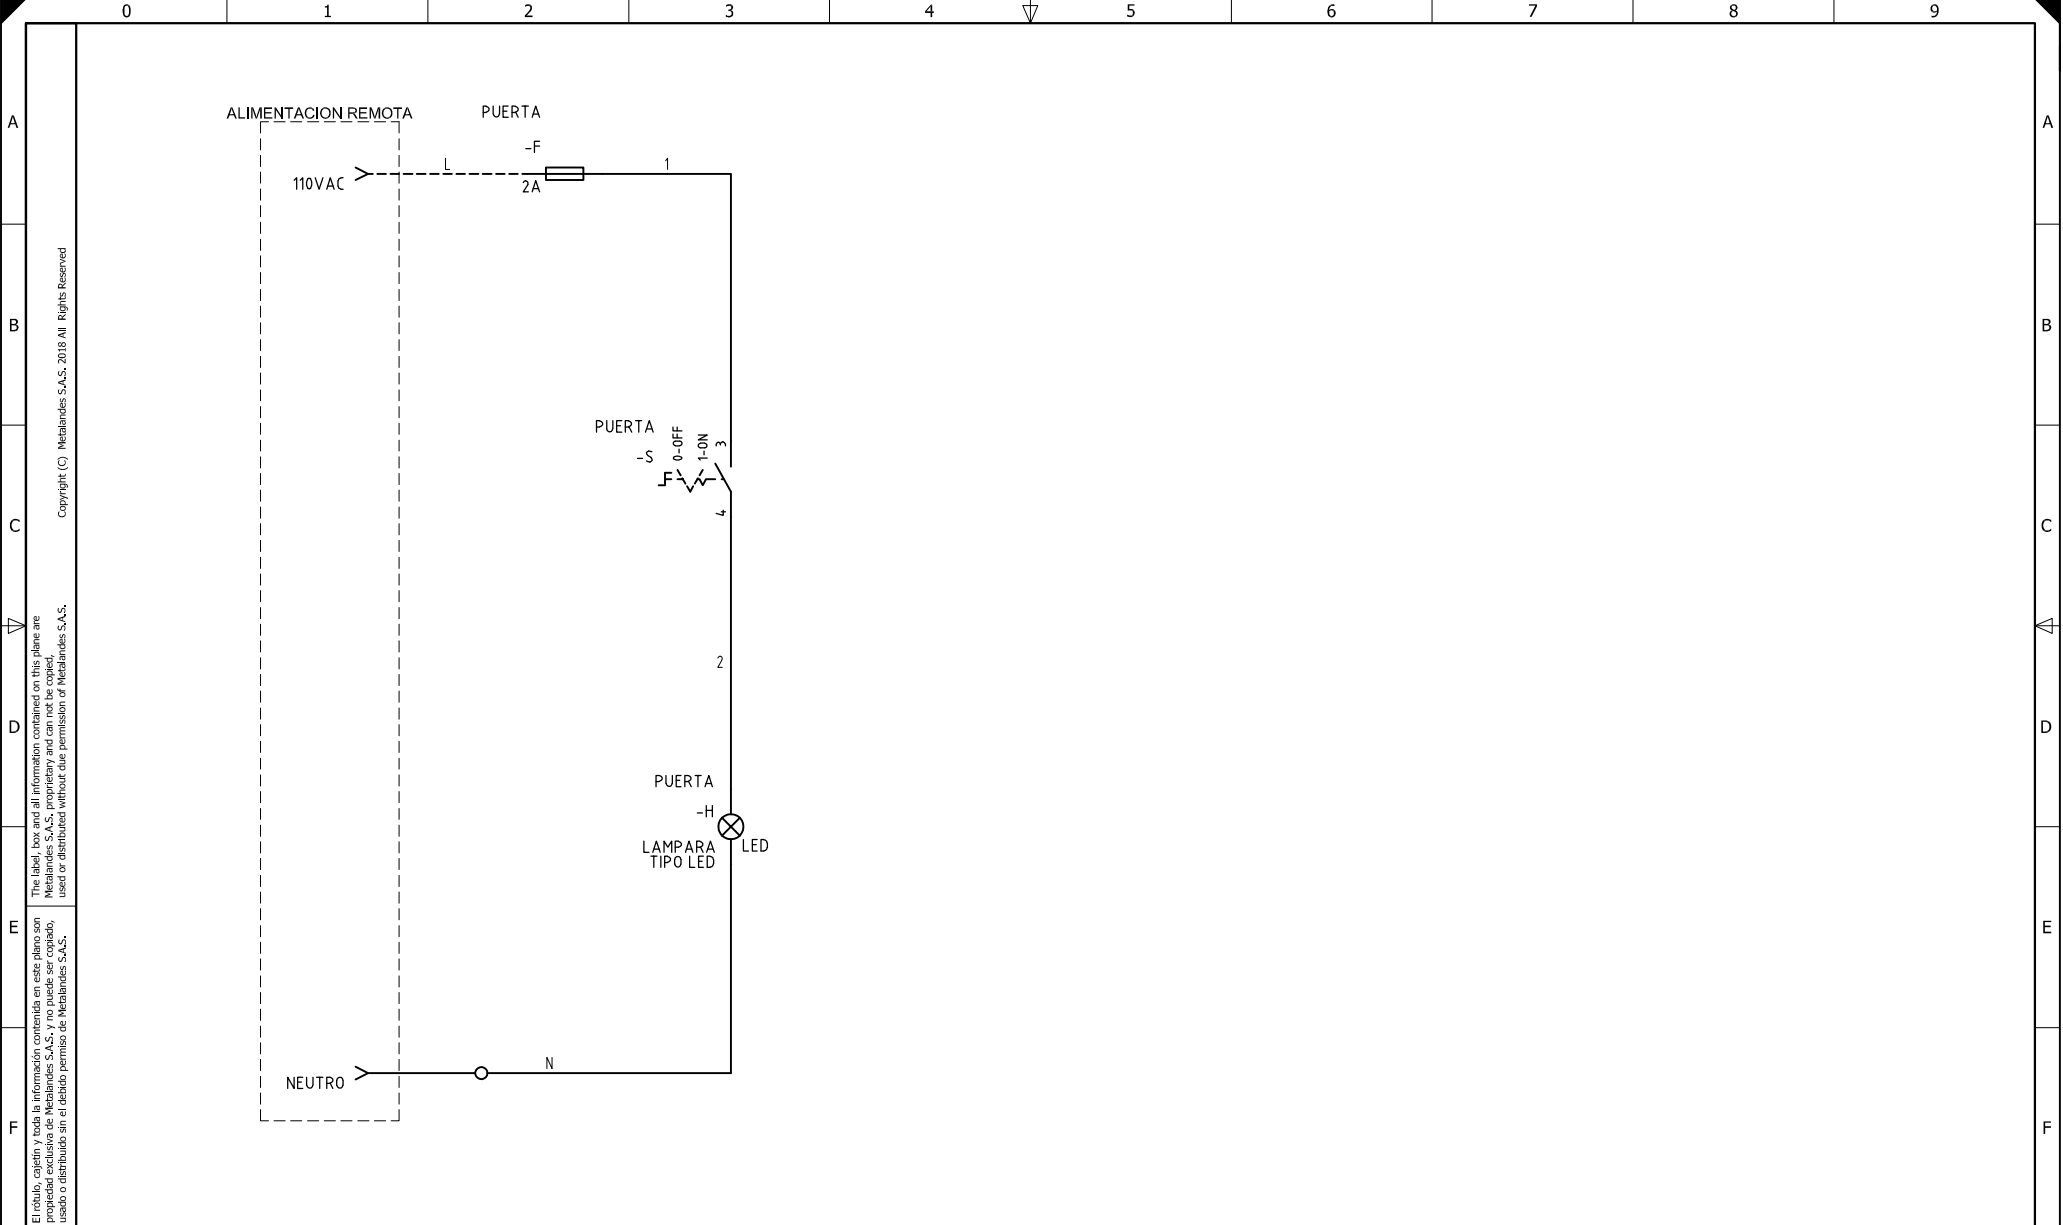 0 1 2 3 4 5 6 7 8 9
A A
B B
C C
D D
E E
F F
ALIMENTACION REMOTA
PUERTA
-F
110VAC
L
2A
1
PUERTA
-S
0-OFF
1-ON
3
4
2
PUERTA
-H
LAMPARA
TIPO LED
LED
NEUTRO
N
Copyright (C) Metalandes S.A.S. 2018 All Rights Reserved
The label, box and all information contained on this plane are
Metalandes S.A.S. proprietary and can not be copied,
used or distributed without due permission of Metalandes S.A.S.
El rótulo, cajetín y toda la información contenida en este plano son
propiedad exclusiva de Metalandes S.A.S. y no puede ser copiado,
usado o distribuido sin el debido permiso de Metalandes S.A.S.